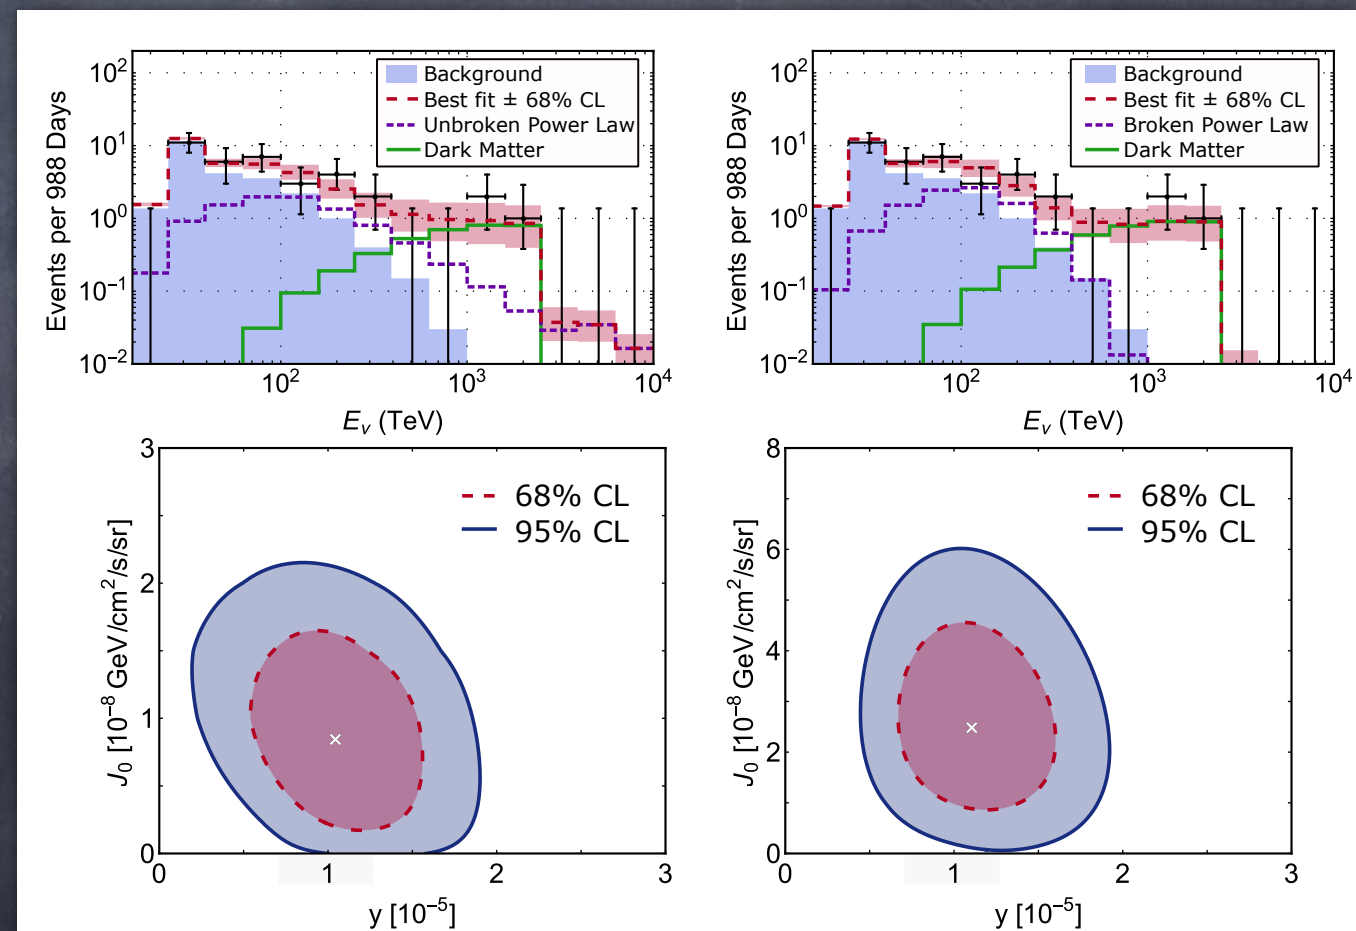 Background
Best fit ± 68% CL
Unbroken Power Law
Dark Matter
Events per 988 Days
10²
10¹
10⁰
10⁻¹
10⁻²
10² 10³ 10⁴
E_ν (TeV)
Background
Best fit ± 68% CL
Broken Power Law
Dark Matter
Events per 988 Days
10²
10¹
10⁰
10⁻¹
10⁻²
10² 10³ 10⁴
E_ν (TeV)
68% CL
95% CL
J₀ [10⁻⁸ GeV/cm²/s/sr]
3
2
1
0
0 1 2 3
y [10⁻⁵]
68% CL
95% CL
J₀ [10⁻⁸ GeV/cm²/s/sr]
8
6
4
2
0
0 1 2 3
y [10⁻⁵]